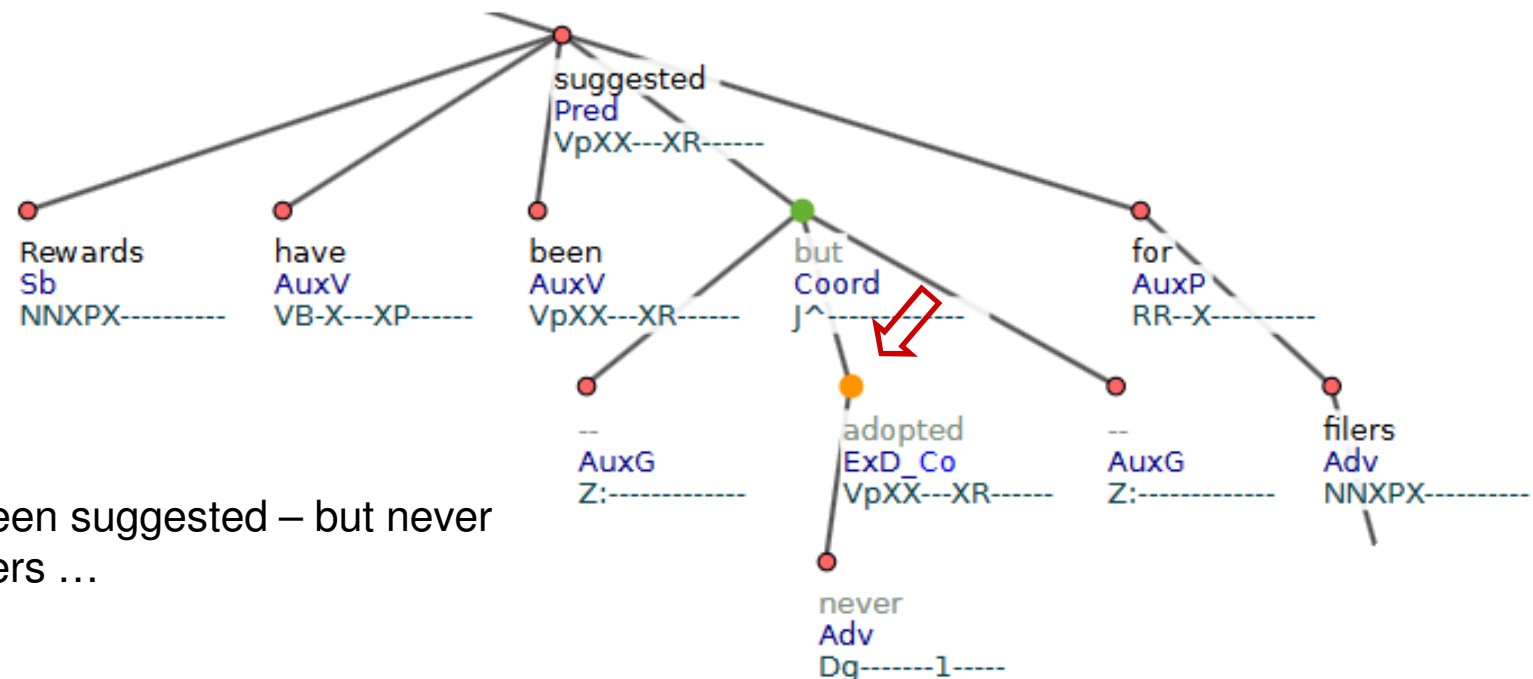 suggested
Pred
VpXX---XR------
Rewards have been but for
Sb AuxV AuxV Coord AuxP
NNXPX---------- VB-X---XP------ VpXX---XR------ J^------------- RR--X----------
-- adopted -- filers
AuxG ExD_Co AuxG Adv
Z:------------- VpXX---XR------ Z:------------- NNXPX----------
een suggested – but never
ers …
never
Adv
Dg-------1-----